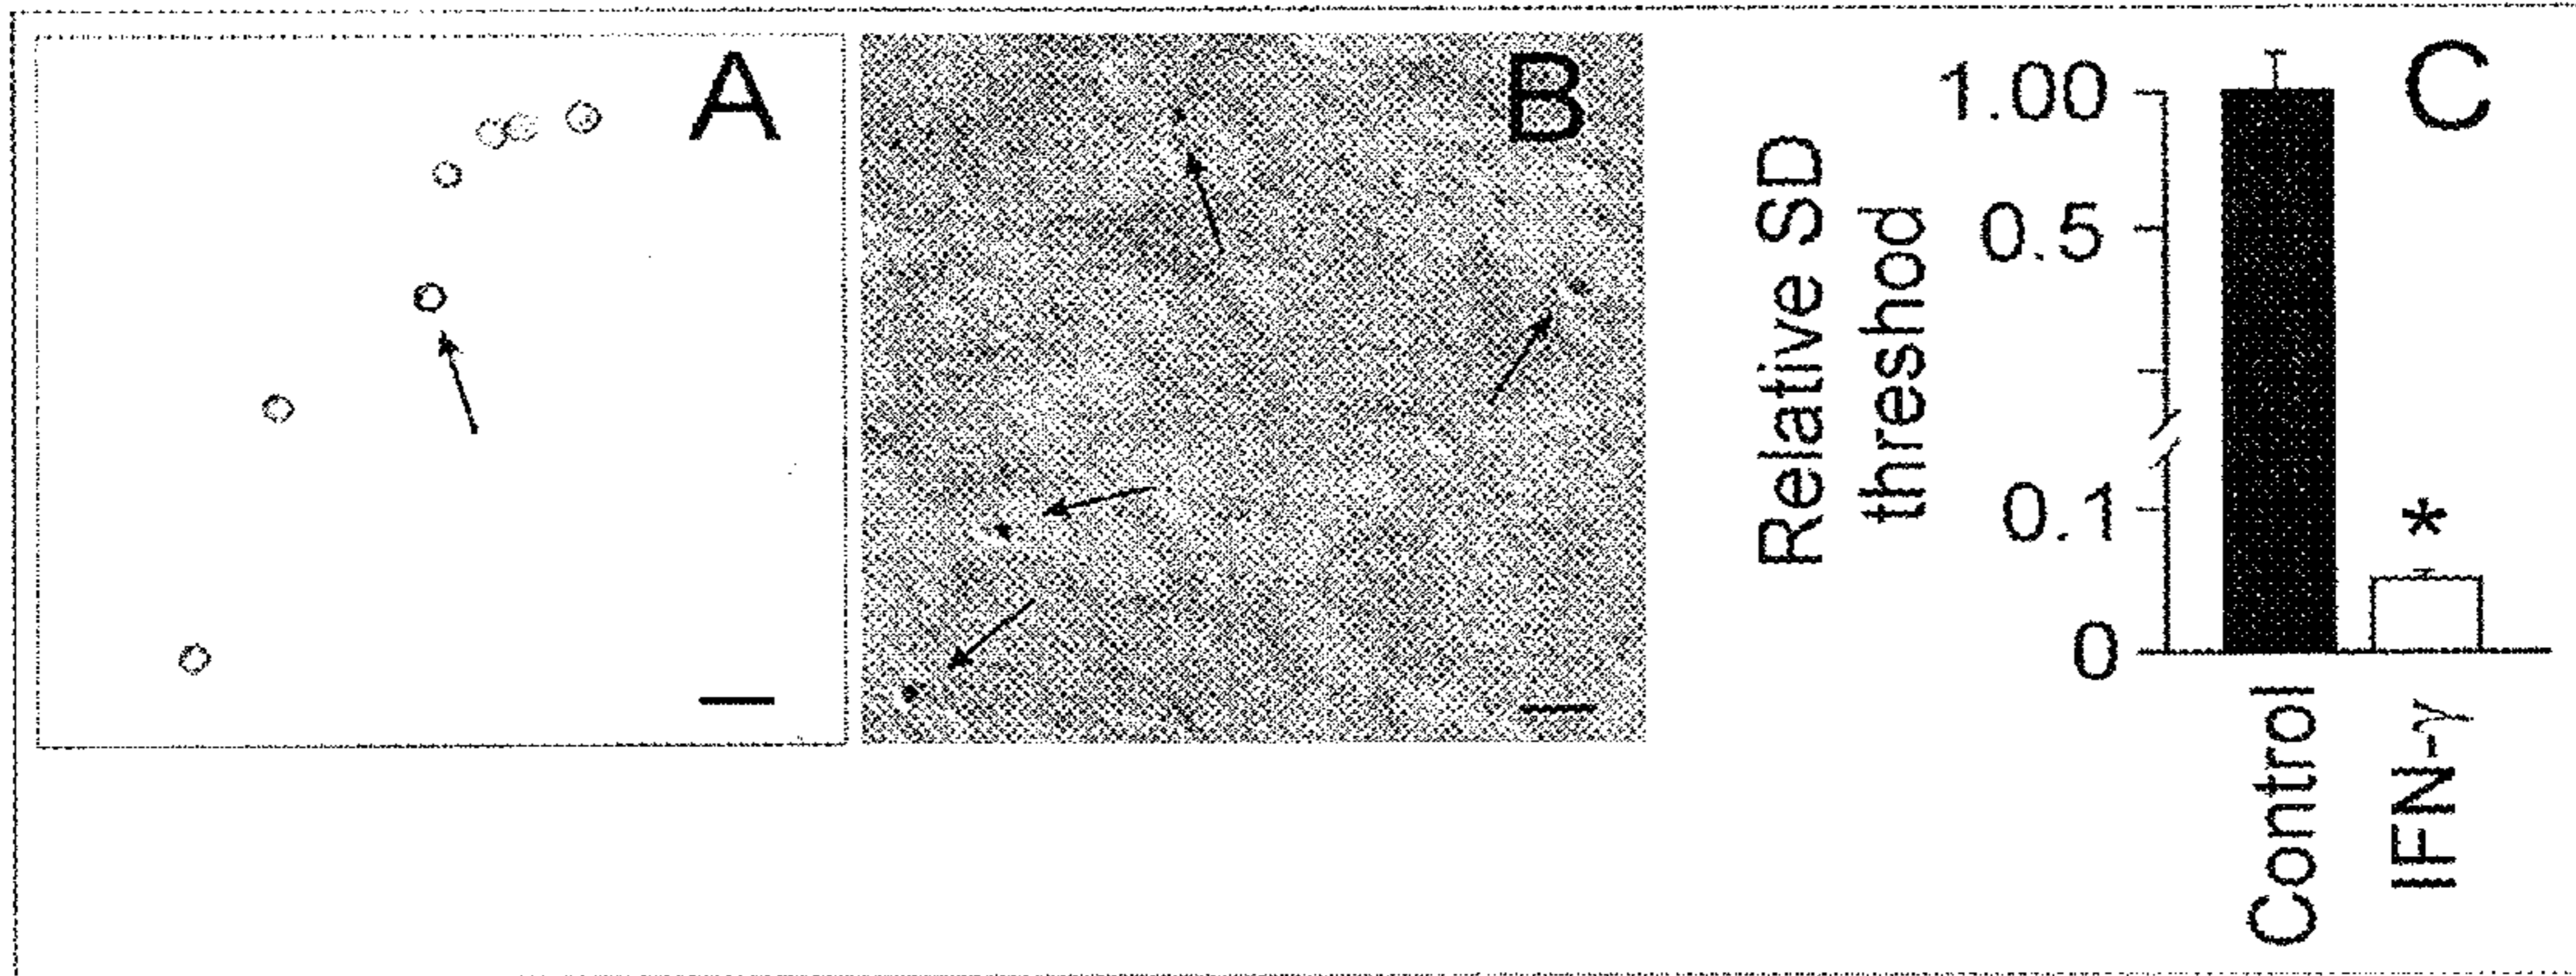 A
B
C
Relative SD
threshod
1.00
0.5
0.1
0
*
Control
IFN-γ